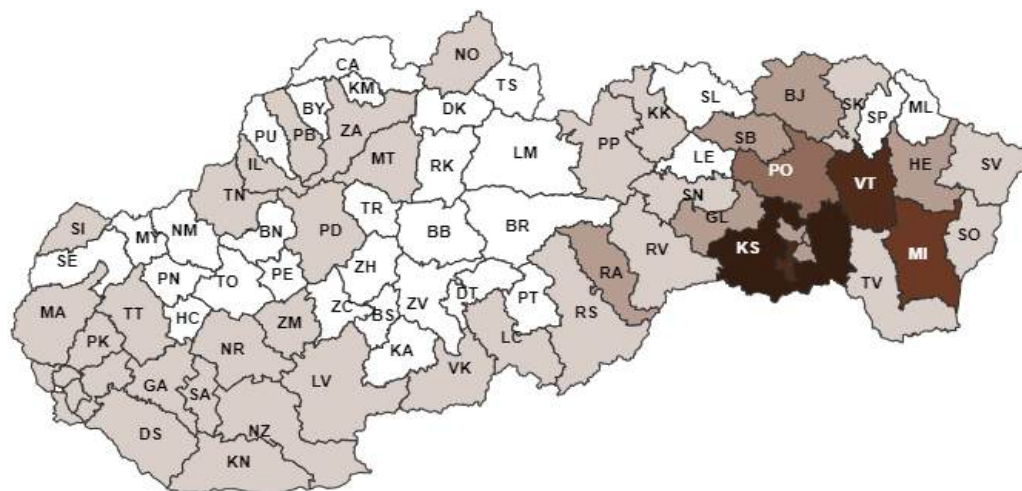 NO
CA
TS
KM
SL
BJ
SK
ML
BY
DK
KK
SP
PU
PB
ZA
SB
PP
LM
LE
HE
SV
IL
MT
RK
PO
VT
TN
SN
TR
GL
SI
MY
NM
BN
PD
BB
BR
RV
KS
SO
MI
SE
PN
TO
PE
ZH
RA
TV
DT
PT
MA
TT
HC
ZM
ZC
BS
ZV
RS
PK
NR
KA
LC
GA
SA
LV
VK
DS
NZ
KN